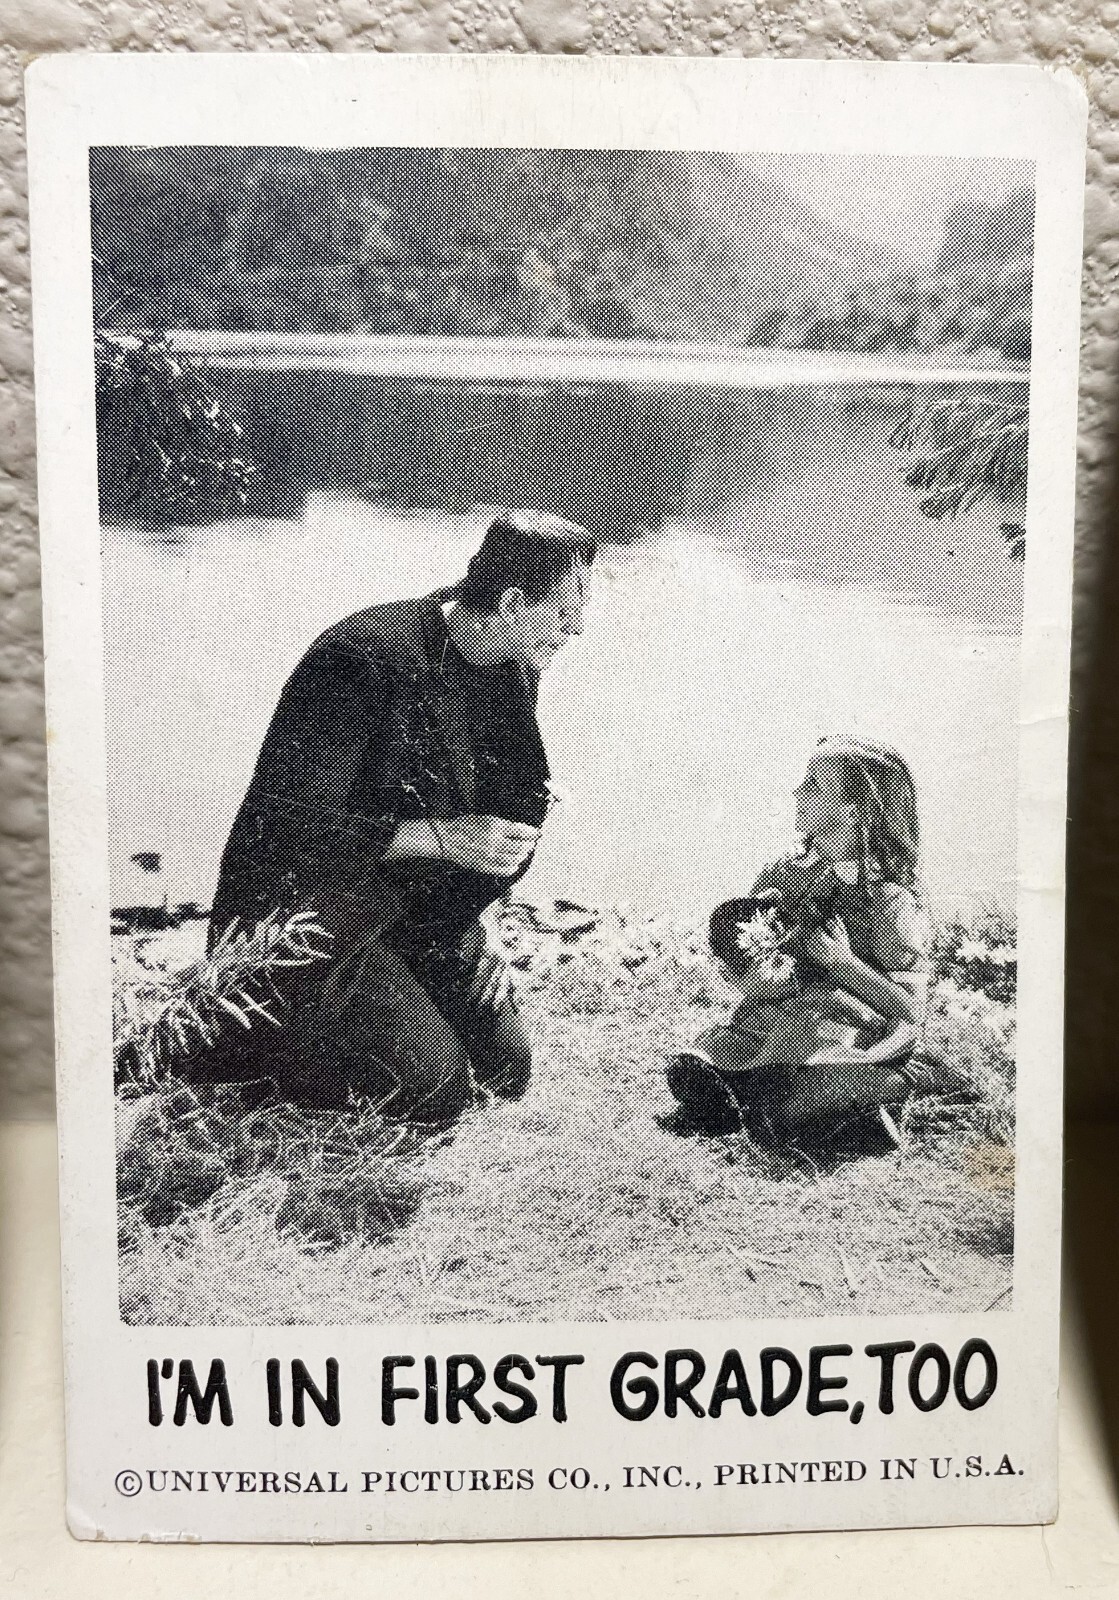 I'M IN FIRST GRADE, TOO
©UNIVERSAL PICTURES CO., INC., PRINTED IN U.S.A.